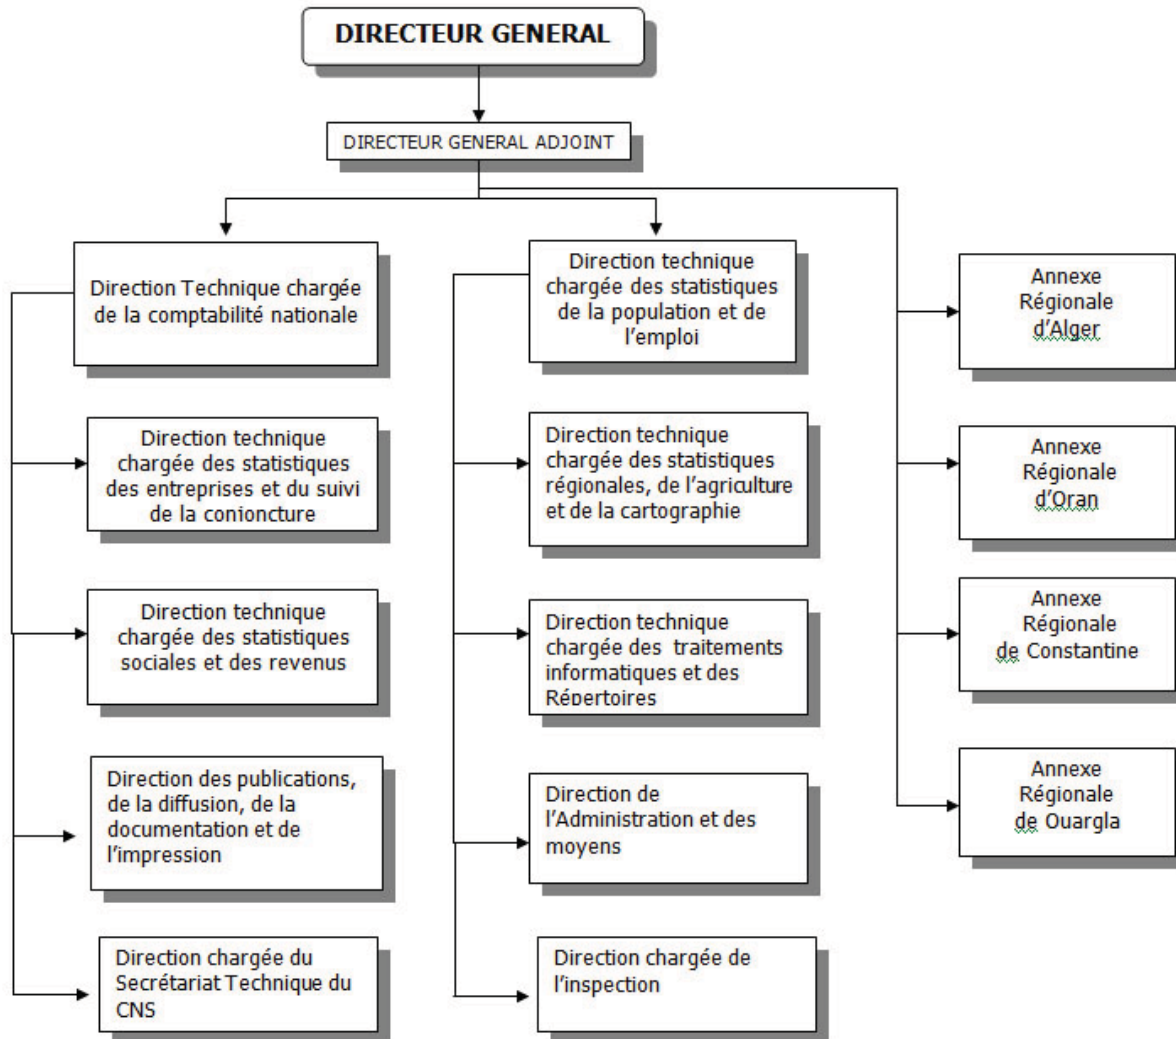 DIRECTEUR GENERAL
DIRECTEUR GENERAL ADJOINT
Direction Technique chargée
de la comptabilité nationale
Direction technique
chargée des statistiques
des entreprises et du suivi
de la conjoncture
Direction technique
chargée des statistiques
sociales et des revenus
Direction des publications,
de la diffusion, de la
documentation et de
l'impression
Direction chargée du
Secrétariat Technique du
CNS
Direction technique
chargée des statistiques
de la population et de
l'emploi
Direction technique
chargée des statistiques
régionales, de l'agriculture
et de la cartographie
Direction technique
chargée des traitements
informatiques et des
Répertoires
Direction de
l'Administration et des
moyens
Direction chargée de
l'inspection
Annexe
Régionale
d'Alger
Annexe
Régionale
d'Oran
Annexe
Régionale
de Constantine
Annexe
Régionale
de Ouargla